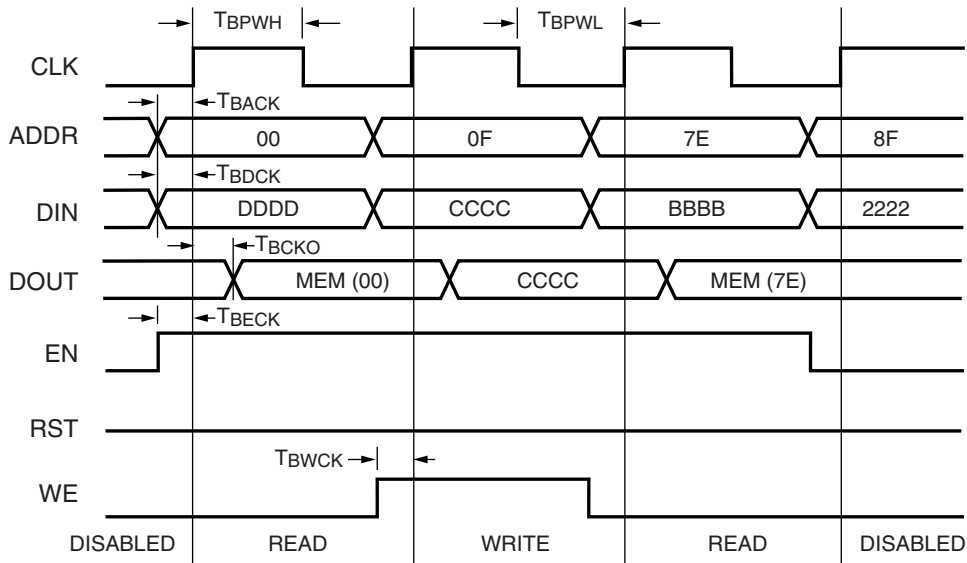 TBPWH TBPWL
CLK
TBACK
ADDR 00 0F 7E 8F
TBDCK
DIN DDDD CCCC BBBB 2222
TBCKO
DOUT MEM (00) CCCC MEM (7E)
TBECK
EN
RST
TBWCK
WE
DISABLED READ WRITE READ DISABLED